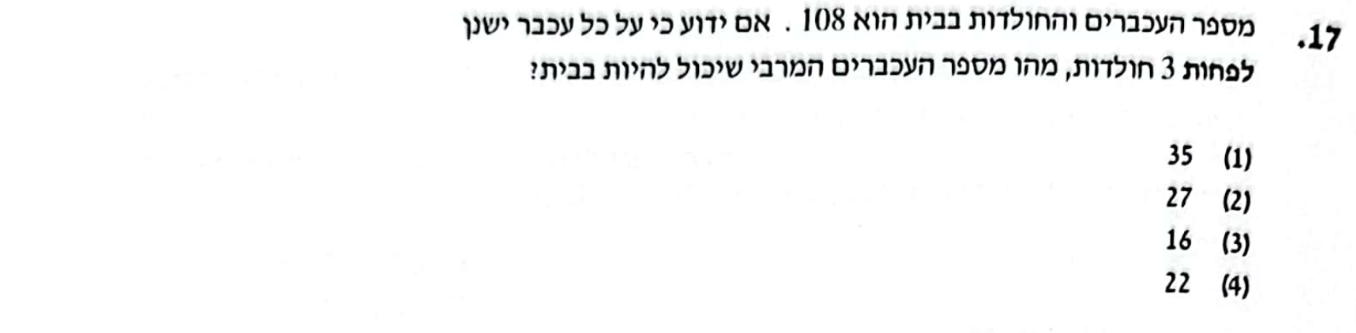 17. מספר העכברים והחולדות בבית הוא 108 . אם ידוע כי על כל עכבר ישנן
לפחות 3 חולדות, מהו מספר העכברים המרבי שיכול להיות בבית?
(1) 35
(2) 27
(3) 16
(4) 22